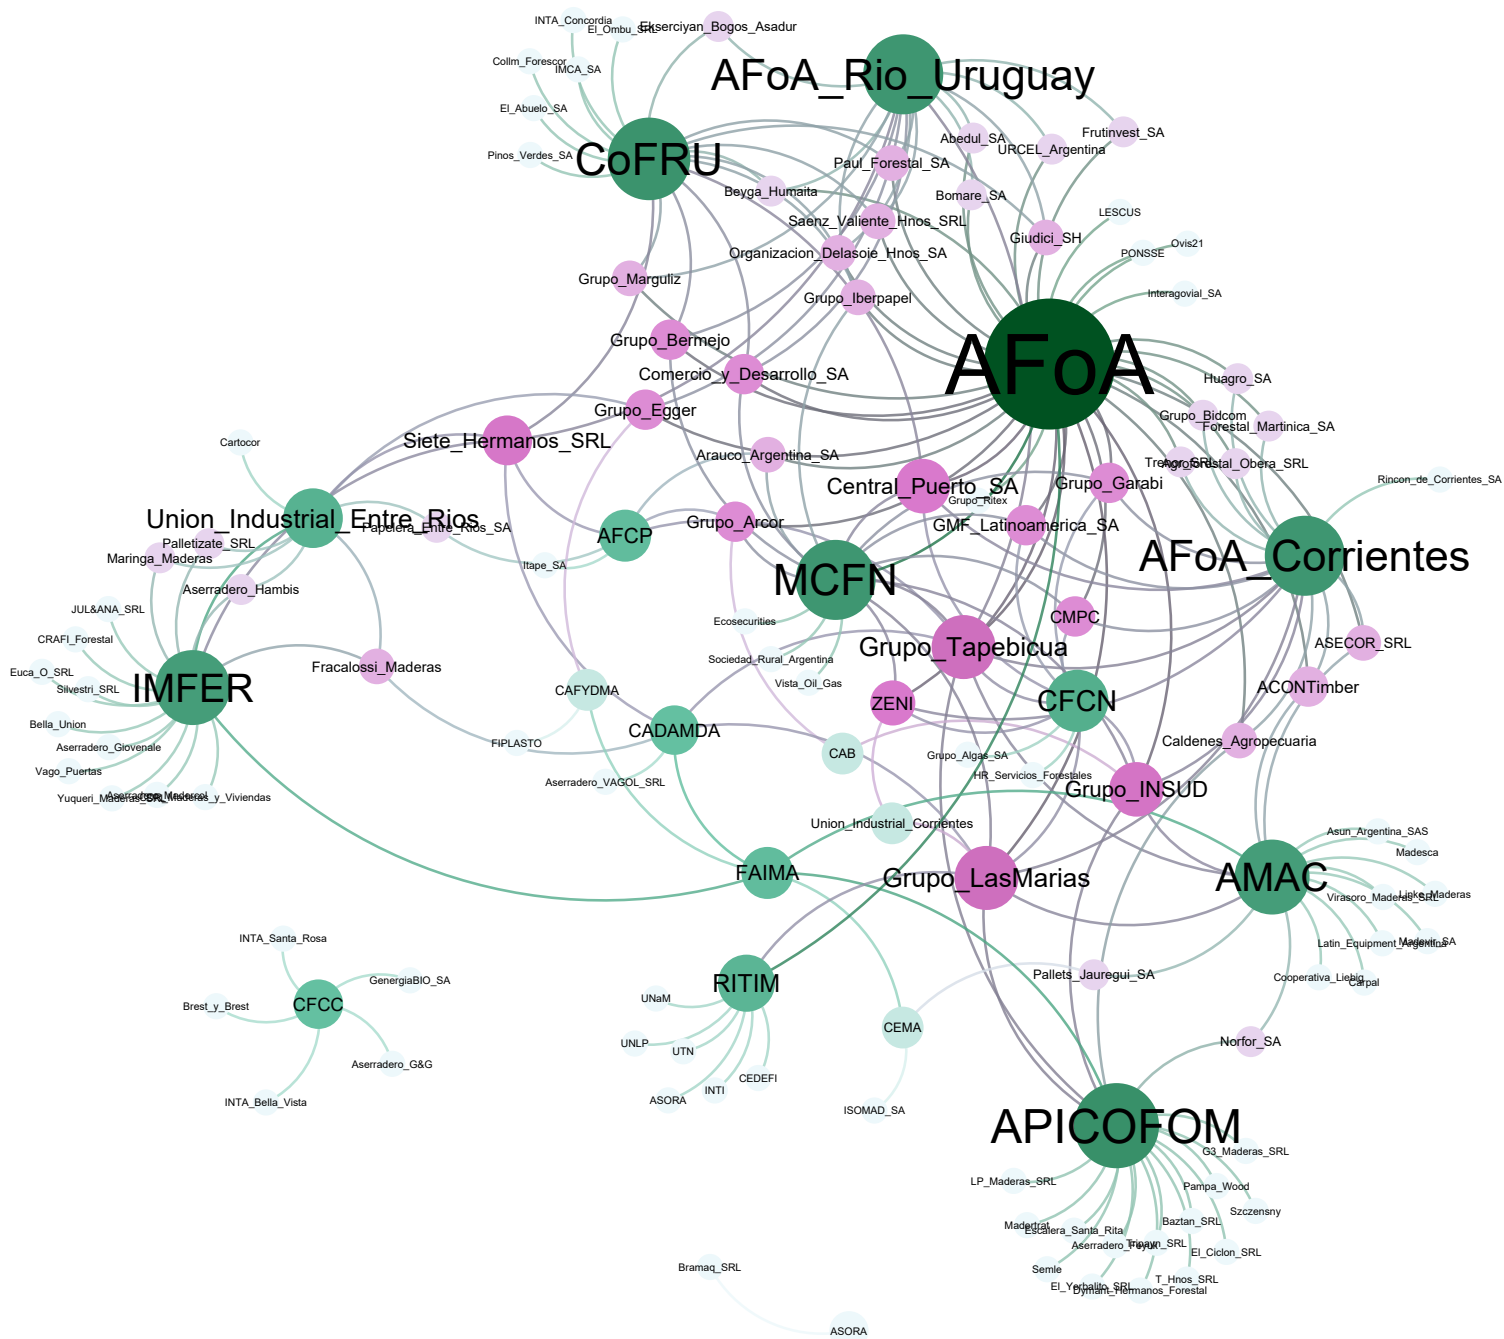 INTA_Concordia
El_Ombu_SRL
Ekserciyan_Bogos_Asadur
Collm_Forescor
IMCA_SA
AFoA_Rio_Uruguay
El_Abuelo_SA
Pinos_Verdes_SA
CoFRU
Abedul_SA
Frutinvest_SA
URCEL_Argentina
Paul_Forestal_SA
Beyga_Humaita
Bomare_SA
LESCUS
Saenz_Valiente_Hnos_SRL
Giudici_SH
Ovis21
Organizacion_Delasoie_Hnos_SA
PONSSE
Grupo_Marguliz
Grupo_Iberpapel
Interagovial_SA
Grupo_Bermejo
AFoA
Comercio_y_Desarrollo_SA
Huagro_SA
Grupo_Egger
Grupo_Bidcom
Forestal_Martinica_SA
Cartocor
Siete_Hermanos_SRL
Arauco_Argentina_SA
Agroforestal_Obera_SRL
Rincon_de_Corrientes_SA
Central_Puerto_SA
Grupo_Garabi
Grupo_Ritex
Union_Industrial_Entre_Rios
Papelera_Entre_Rios_SA
AFCP
Grupo_Arcor
GMF_Latinoamerica_SA
Palletizate_SRL
Maringa_Maderas
Itape_SA
MCFN
AFoA_Corrientes
Aserradero_Hambis
JUL&ANA_SRL
Ecosecurities
CMPC
CRAFI_Forestal
Grupo_Tapebicua
ASECOR_SRL
Fracalossi_Maderas
Sociedad_Rural_Argentina
Euca_O_SRL
Silvestri_SRL
IMFER
CAFYDMA
Vista_Oil_Gas
ZENI
CFCN
ACONTimber
Bella_Union
CADAMDA
FIPLASTO
CAB
Caldenes_Agropecuaria
Aserradero_Giovenale
Grupo_Algas_SA
Vago_Puertas
Aserradero_VAGOL_SRL
HR_Servicios_Forestales
Grupo_INSUD
Yuqueri_Maderas_SRL
Union_Industrial_Corrientes
Asun_Argentina_SAS
Madesca
FAIMA
Grupo_LasMarias
AMAC
Linke_Maderas
Virasoro_Maderas_SRL
INTA_Santa_Rosa
Latin_Equipment_Argentina
GenergiaBIO_SA
RITIM
Pallets_Jauregui_SA
Cooperativa_Liebig
Carpal
UNaM
Brest_y_Brest
CFCC
CEMA
UNLP
UTN
Norfor_SA
Aserradero_G&G
CEDEFI
INTI
INTA_Bella_Vista
ASORA
ISOMAD_SA
APICOFOM
G3_Maderas_SRL
LP_Maderas_SRL
Pampa_Wood
Szczensny
Madertrat
Escalera_Santa_Rita
Baztan_SRL
Tripayn_SRL
El_Ciclon_SRL
Bramaq_SRL
Semle
T_Hnos_SRL
El_Yerbalito_SRL
Dymant_Hermanos_Forestal
ASORA